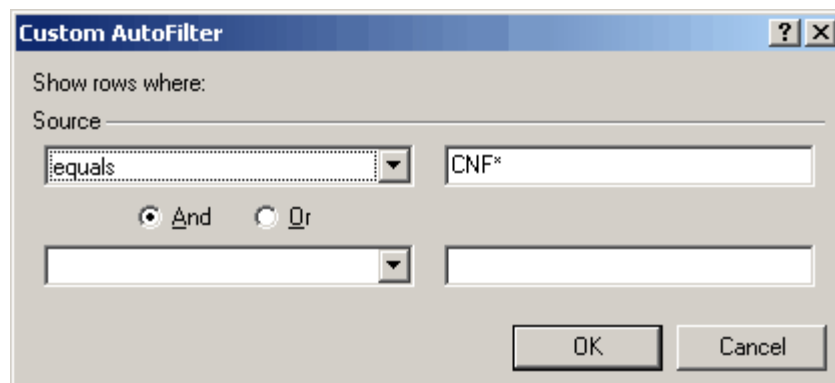 Custom AutoFilter ?
Show rows where:
Source
equals CNF*
And Or
OK Cancel